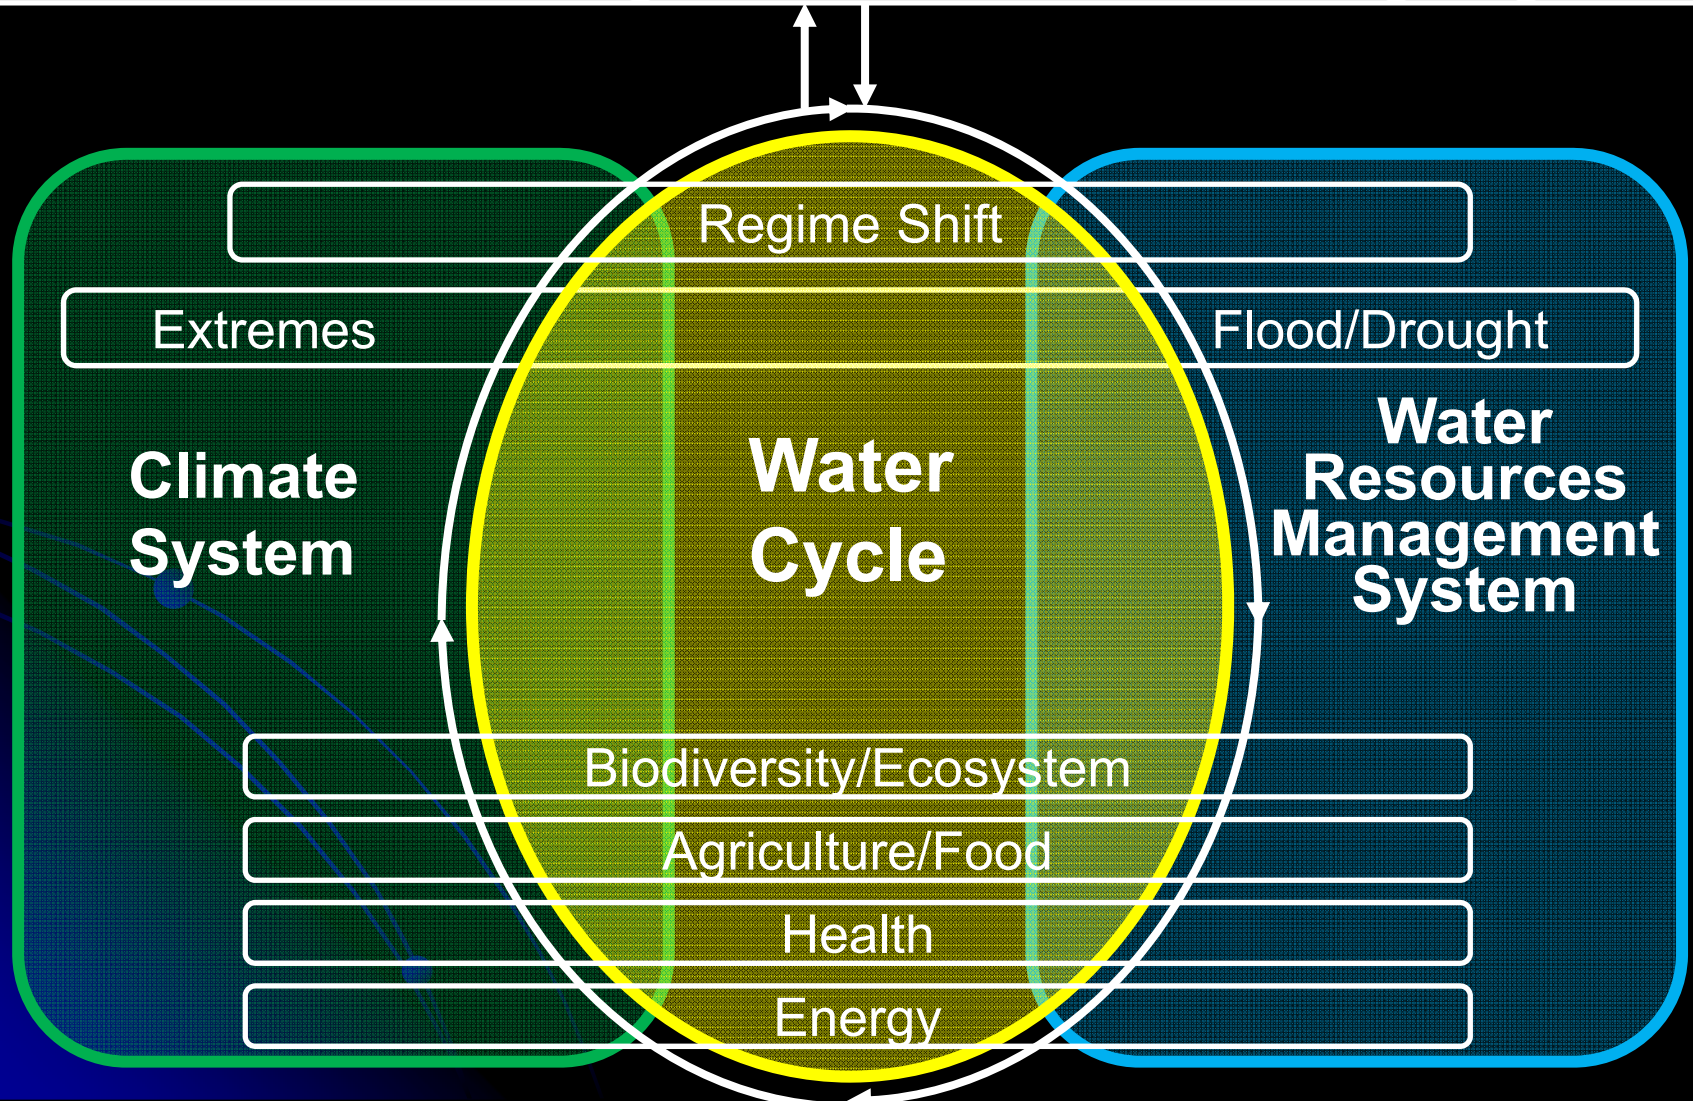 Regime Shift
Extremes
Flood/Drought
Climate
System
Water
Cycle
Water
Resources
Management
System
Biodiversity/Ecosystem
Agriculture/Food
Health
Energy